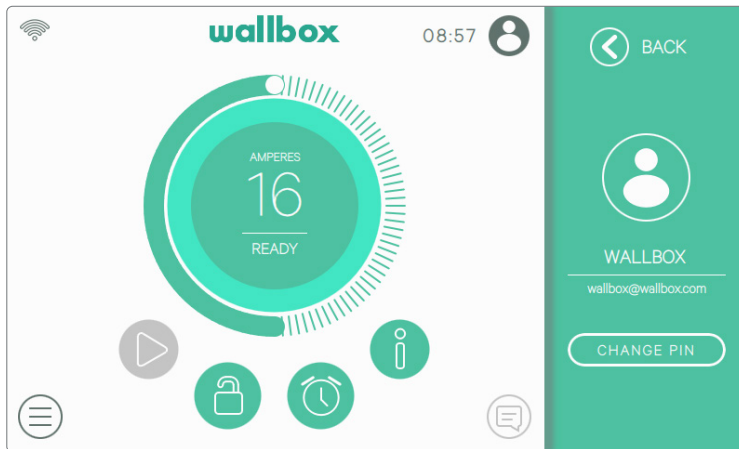 wallbox
08:57
AMPERES
16
READY
BACK
WALLBOX
wallbox@wallbox.com
CHANGE PIN